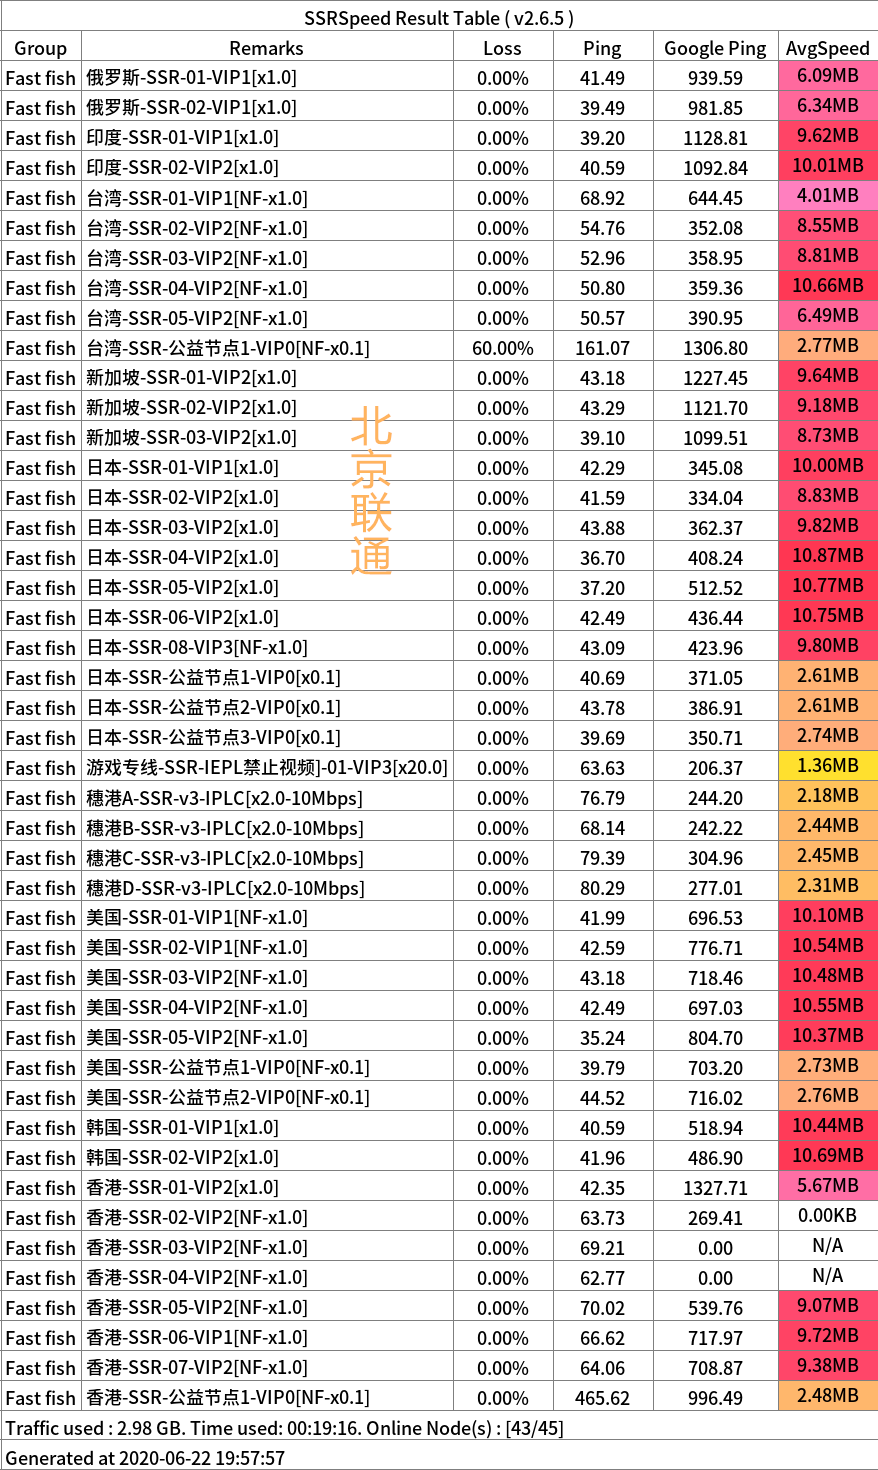 SSRSpeed Result Table ( v2.6.5 )
Group Remarks Loss Ping Google Ping AvgSpeed
Fast fish 俄罗斯-SSR-01-VIP1[x1.0] 0.00% 41.49 939.59 6.09MB
Fast fish 俄罗斯-SSR-02-VIP1[x1.0] 0.00% 39.49 981.85 6.34MB
Fast fish 印度-SSR-01-VIP1[x1.0] 0.00% 39.20 1128.81 9.62MB
Fast fish 印度-SSR-02-VIP2[x1.0] 0.00% 40.59 1092.84 10.01MB
Fast fish 台湾-SSR-01-VIP1[NF-x1.0] 0.00% 68.92 644.45 4.01MB
Fast fish 台湾-SSR-02-VIP2[NF-x1.0] 0.00% 54.76 352.08 8.55MB
Fast fish 台湾-SSR-03-VIP2[NF-x1.0] 0.00% 52.96 358.95 8.81MB
Fast fish 台湾-SSR-04-VIP2[NF-x1.0] 0.00% 50.80 359.36 10.66MB
Fast fish 台湾-SSR-05-VIP2[NF-x1.0] 0.00% 50.57 390.95 6.49MB
Fast fish 台湾-SSR-公益节点1-VIP0[NF-x0.1] 60.00% 161.07 1306.80 2.77MB
Fast fish 新加坡-SSR-01-VIP2[x1.0] 0.00% 43.18 1227.45 9.64MB
Fast fish 新加坡-SSR-02-VIP2[x1.0] 0.00% 43.29 1121.70 9.18MB
Fast fish 新加坡-SSR-03-VIP2[x1.0] 0.00% 39.10 1099.51 8.73MB
Fast fish 日本-SSR-01-VIP1[x1.0] 0.00% 42.29 345.08 10.00MB
Fast fish 日本-SSR-02-VIP2[x1.0] 0.00% 41.59 334.04 8.83MB
Fast fish 日本-SSR-03-VIP2[x1.0] 0.00% 43.88 362.37 9.82MB
Fast fish 日本-SSR-04-VIP2[x1.0] 0.00% 36.70 408.24 10.87MB
Fast fish 日本-SSR-05-VIP2[x1.0] 0.00% 37.20 512.52 10.77MB
Fast fish 日本-SSR-06-VIP2[x1.0] 0.00% 42.49 436.44 10.75MB
Fast fish 日本-SSR-08-VIP3[NF-x1.0] 0.00% 43.09 423.96 9.80MB
Fast fish 日本-SSR-公益节点1-VIP0[x0.1] 0.00% 40.69 371.05 2.61MB
Fast fish 日本-SSR-公益节点2-VIP0[x0.1] 0.00% 43.78 386.91 2.61MB
Fast fish 日本-SSR-公益节点3-VIP0[x0.1] 0.00% 39.69 350.71 2.74MB
Fast fish 游戏专线-SSR-IEPL禁止视频]-01-VIP3[x20.0] 0.00% 63.63 206.37 1.36MB
Fast fish 穗港A-SSR-v3-IPLC[x2.0-10Mbps] 0.00% 76.79 244.20 2.18MB
Fast fish 穗港B-SSR-v3-IPLC[x2.0-10Mbps] 0.00% 68.14 242.22 2.44MB
Fast fish 穗港C-SSR-v3-IPLC[x2.0-10Mbps] 0.00% 79.39 304.96 2.45MB
Fast fish 穗港D-SSR-v3-IPLC[x2.0-10Mbps] 0.00% 80.29 277.01 2.31MB
Fast fish 美国-SSR-01-VIP1[NF-x1.0] 0.00% 41.99 696.53 10.10MB
Fast fish 美国-SSR-02-VIP1[NF-x1.0] 0.00% 42.59 776.71 10.54MB
Fast fish 美国-SSR-03-VIP2[NF-x1.0] 0.00% 43.18 718.46 10.48MB
Fast fish 美国-SSR-04-VIP2[NF-x1.0] 0.00% 42.49 697.03 10.55MB
Fast fish 美国-SSR-05-VIP2[NF-x1.0] 0.00% 35.24 804.70 10.37MB
Fast fish 美国-SSR-公益节点1-VIP0[NF-x0.1] 0.00% 39.79 703.20 2.73MB
Fast fish 美国-SSR-公益节点2-VIP0[NF-x0.1] 0.00% 44.52 716.02 2.76MB
Fast fish 韩国-SSR-01-VIP1[x1.0] 0.00% 40.59 518.94 10.44MB
Fast fish 韩国-SSR-02-VIP2[x1.0] 0.00% 41.96 486.90 10.69MB
Fast fish 香港-SSR-01-VIP2[x1.0] 0.00% 42.35 1327.71 5.67MB
Fast fish 香港-SSR-02-VIP2[NF-x1.0] 0.00% 63.73 269.41 0.00KB
Fast fish 香港-SSR-03-VIP2[NF-x1.0] 0.00% 69.21 0.00 N/A
Fast fish 香港-SSR-04-VIP2[NF-x1.0] 0.00% 62.77 0.00 N/A
Fast fish 香港-SSR-05-VIP2[NF-x1.0] 0.00% 70.02 539.76 9.07MB
Fast fish 香港-SSR-06-VIP1[NF-x1.0] 0.00% 66.62 717.97 9.72MB
Fast fish 香港-SSR-07-VIP2[NF-x1.0] 0.00% 64.06 708.87 9.38MB
Fast fish 香港-SSR-公益节点1-VIP0[NF-x0.1] 0.00% 465.62 996.49 2.48MB
Traffic used : 2.98 GB. Time used: 00:19:16. Online Node(s) : [43/45]
Generated at 2020-06-22 19:57:57
北京联通